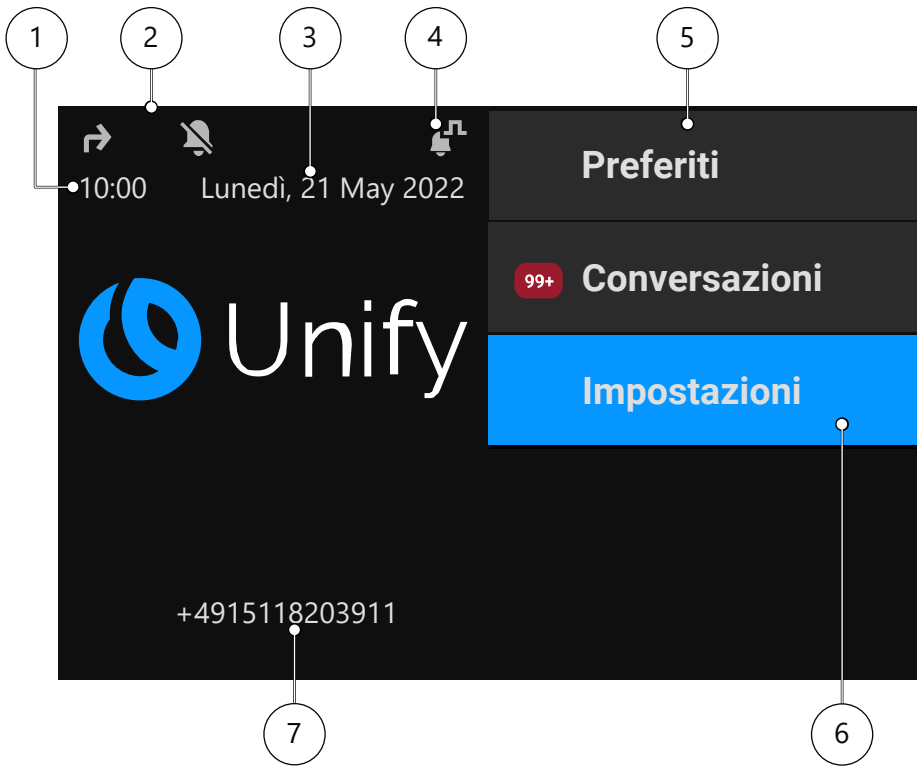 1 2 3 4 5
Preferiti
10:00 Lunedì, 21 May 2022
99+ Conversazioni
Unify
Impostazioni
+4915118203911
7 6